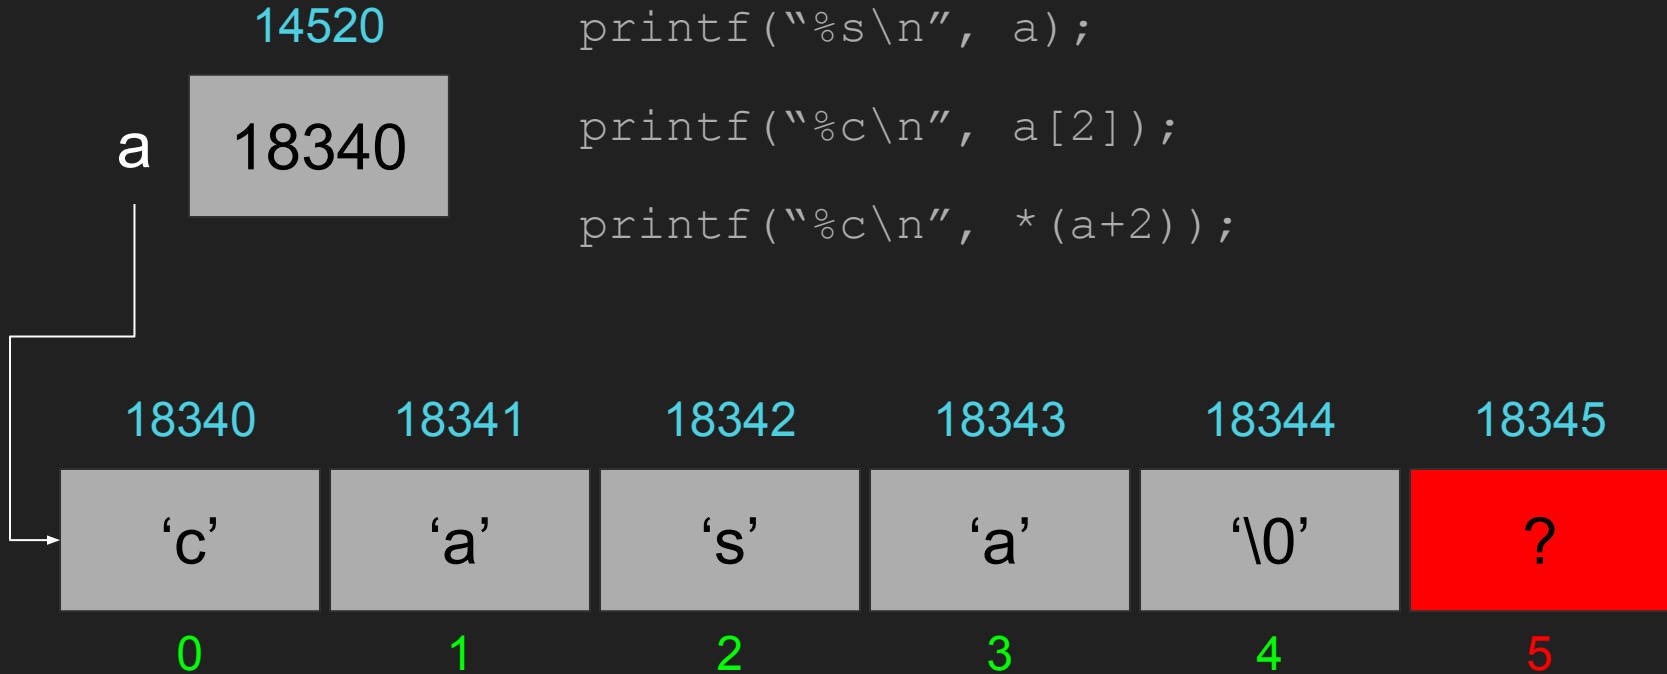 14520
printf(“%s\n”, a);
a
18340
printf(“%c\n”, a[2]);
printf(“%c\n”, *(a+2));
18340 18341 18342 18343 18344 18345
‘c’ ‘a’ ‘s’ ‘a’ ‘\0’ ?
0 1 2 3 4 5